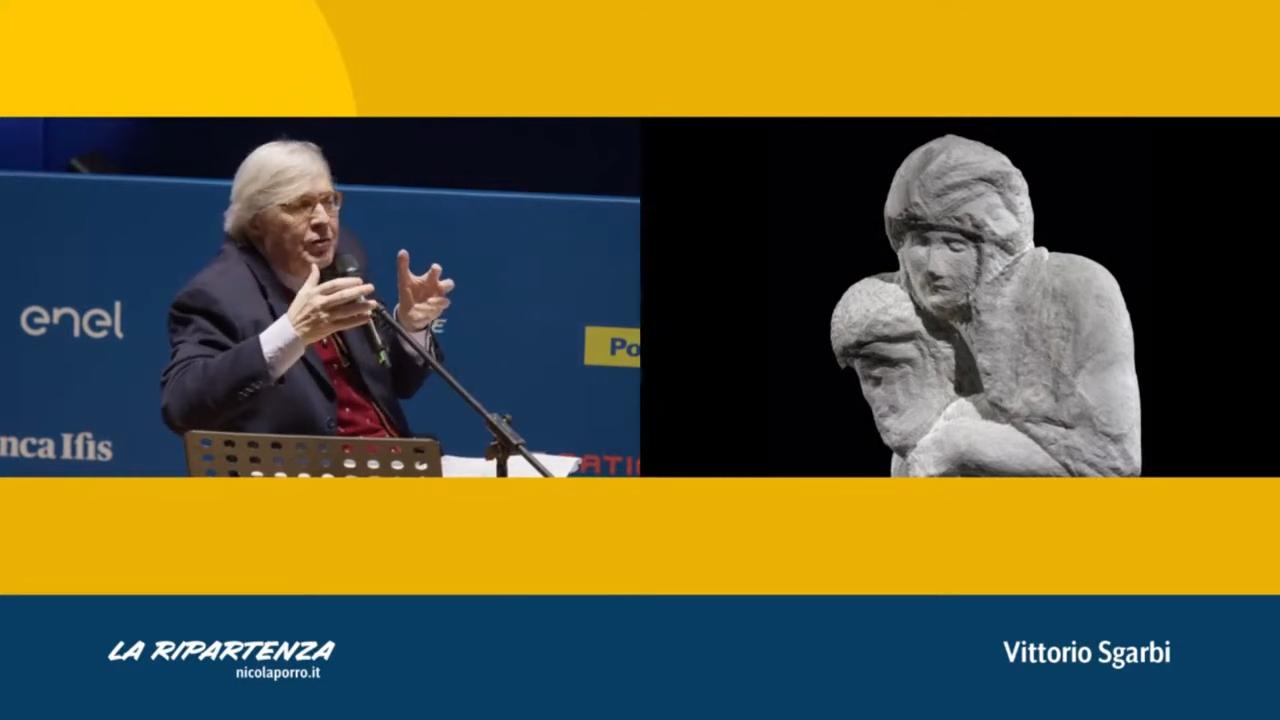 enel
nca Ifis
Po
LA RIPARTENZA
nicolaporro.it
Vittorio Sgarbi